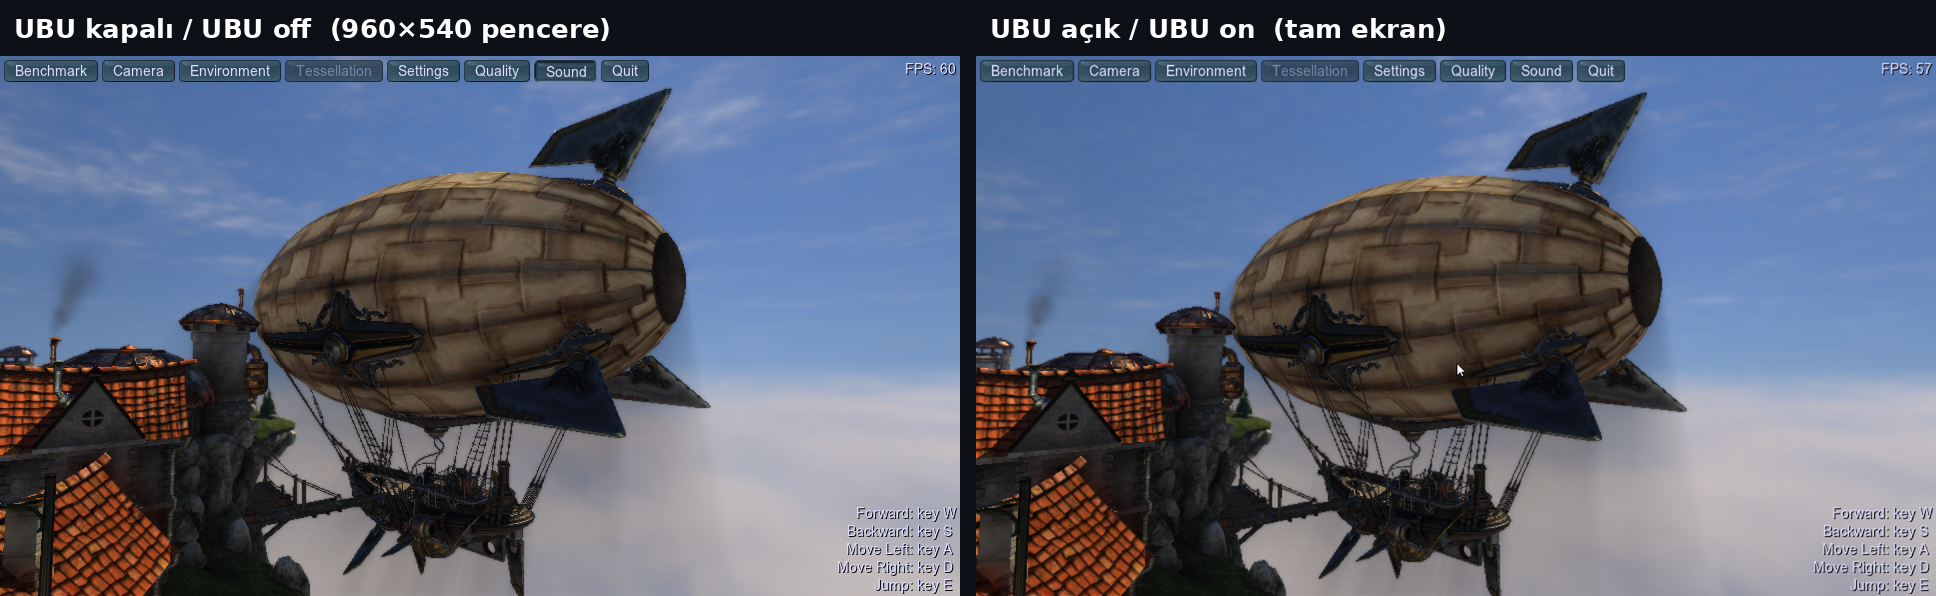 UBU kapalı / UBU off (960×540 pencere)
Benchmark Camera Environment Tessellation Settings Quality Sound Quit FPS: 60
Forward: key W
Backward: key S
Move Left: key A
Move Right: key D
Jump: key E
UBU açık / UBU on (tam ekran)
Benchmark Camera Environment Tessellation Settings Quality Sound Quit FPS: 57
Forward: key W
Backward: key S
Move Left: key A
Move Right: key D
Jump: key E